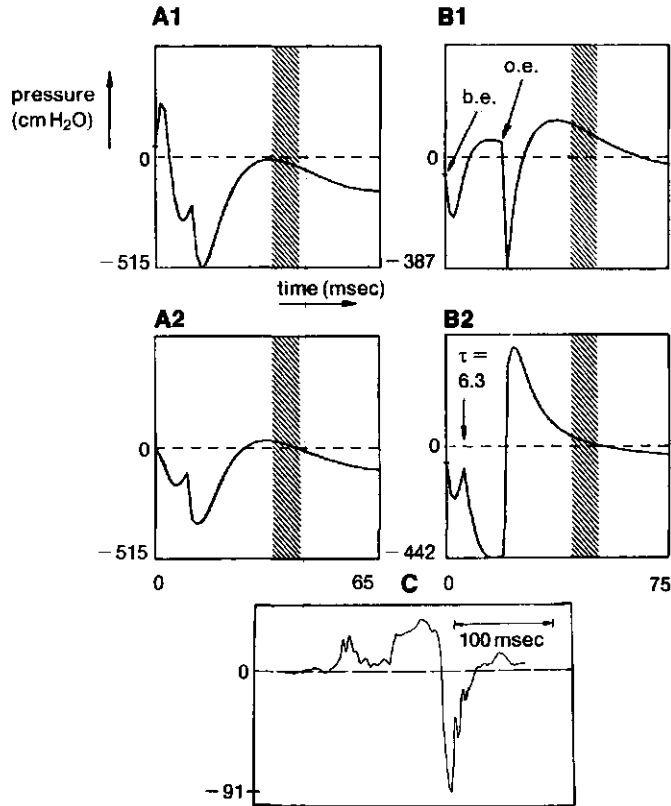 A1
B1
pressure
(cm H₂O)
o.e.
b.e.
0
0
−515
−387
time (msec)
A2
B2
τ =
6.3
0
0
−515
−442
0
65
0
75
C
100 msec
0
−91